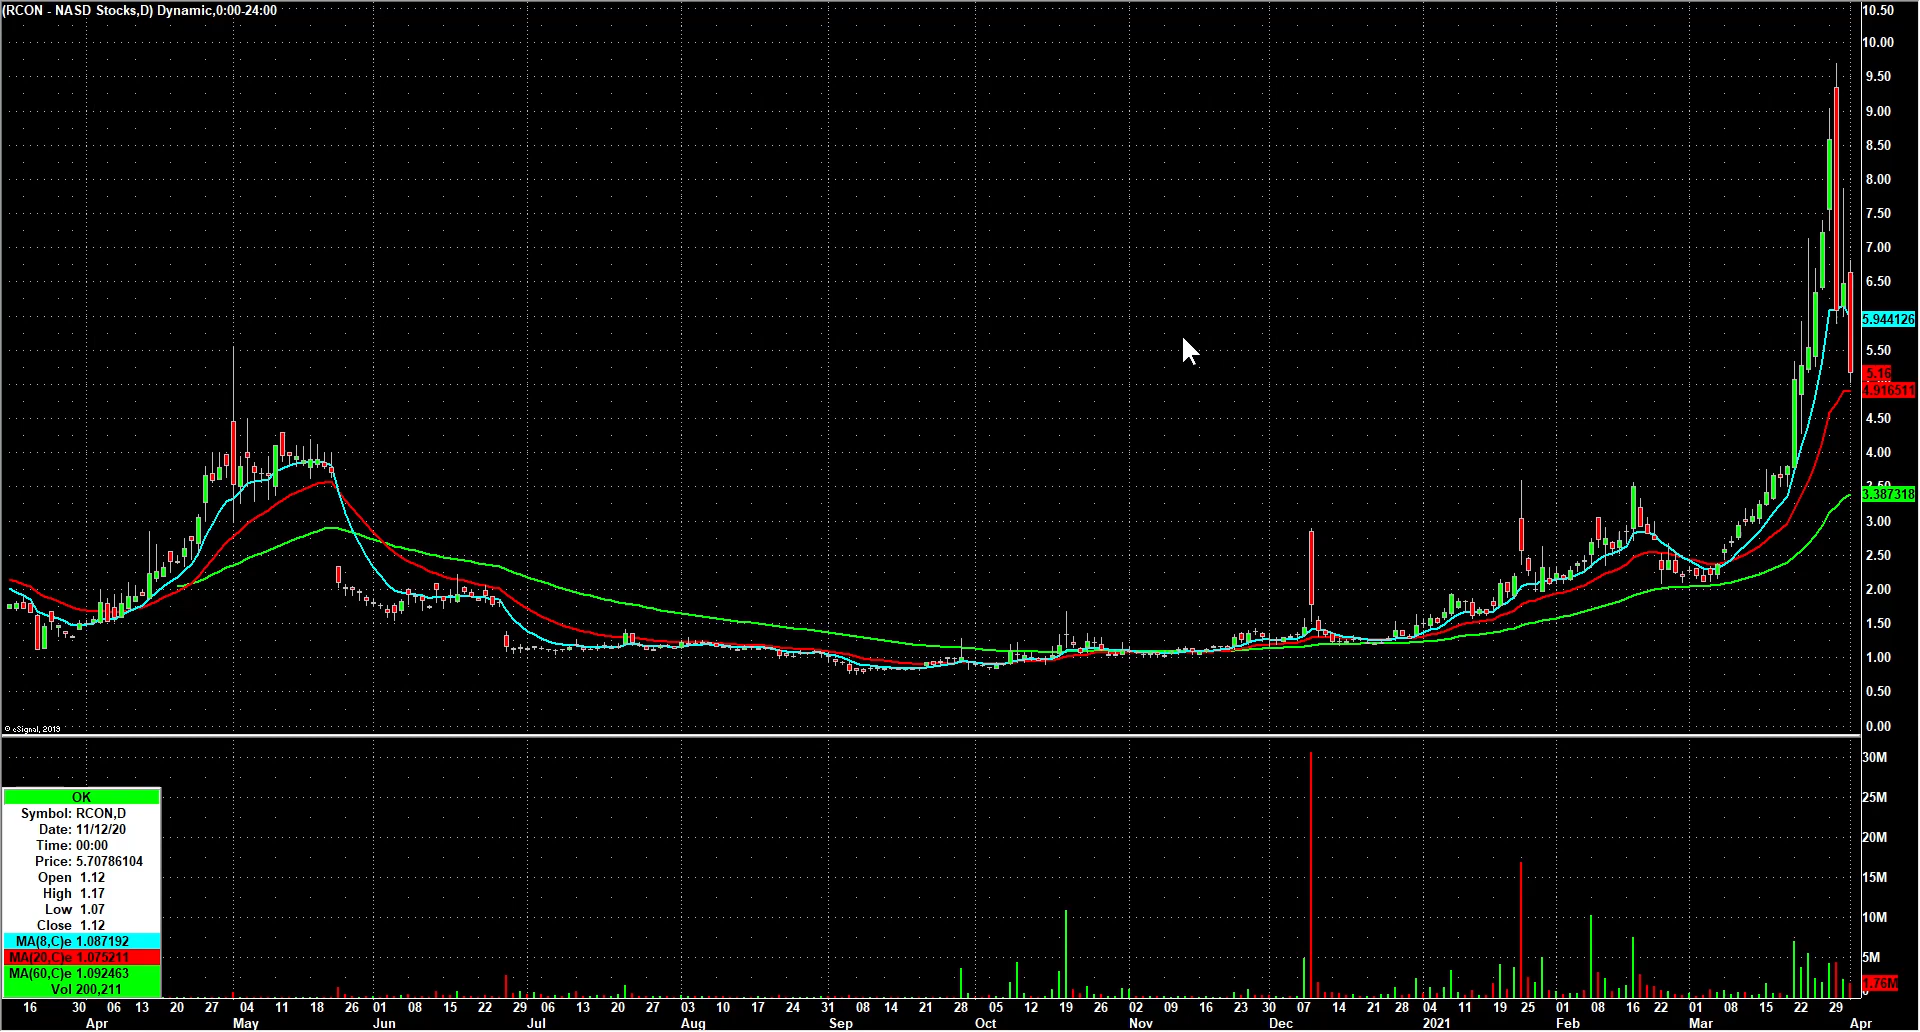 (RCON - NASD Stocks,D) Dynamic,0:00-24:00
10.50
10.00
9.50
9.00
8.50
8.00
7.50
7.00
6.50
5.944126
5.50
5.16
4.916511
4.50
4.00
3.50
3.387318
3.00
2.50
2.00
1.50
1.00
0.50
0.00
© eSignal, 2019
30M
25M
20M
15M
10M
5M
1.76M
0
OK
Symbol: RCON,D
Date: 11/12/20
Time: 00:00
Price: 5.70786104
Open 1.12
High 1.17
Low 1.07
Close 1.12
MA(8,C)e 1.087192
MA(20,C)e 1.075211
MA(60,C)e 1.092463
Vol 200,211
16 30 06 13 20 27 04 11 18 26 01 08 15 22 29 06 13 20 27 03 10 17 24 31 08 14 21 28 05 12 19 26 02 09 16 23 30 07 14 21 28 04 11 19 25 01 08 16 22 01 08 15 22 29
Apr May Jun Jul Aug Sep Oct Nov Dec 2021 Feb Mar Apr